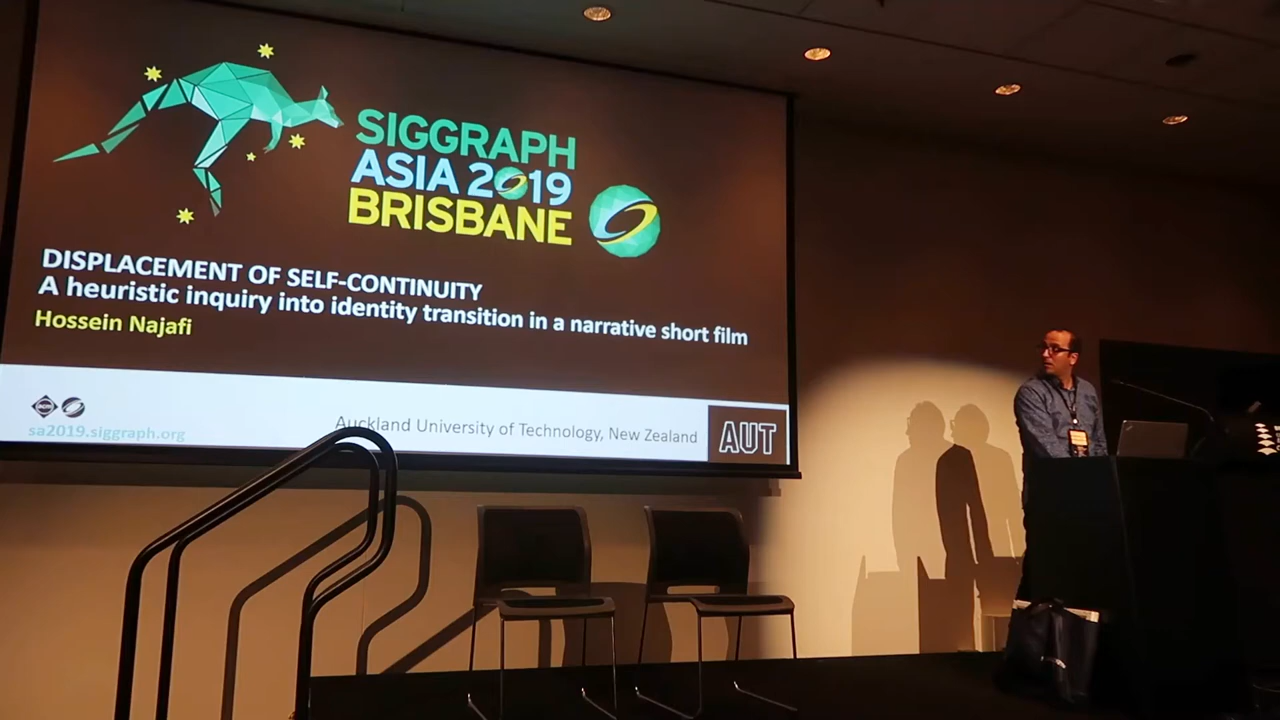 SIGGRAPH
ASIA 2019
BRISBANE
DISPLACEMENT OF SELF-CONTINUITY
A heuristic inquiry into identity transition in a narrative short film
Hossein Najafi
sa2019.siggraph.org
Auckland University of Technology, New Zealand
AUT